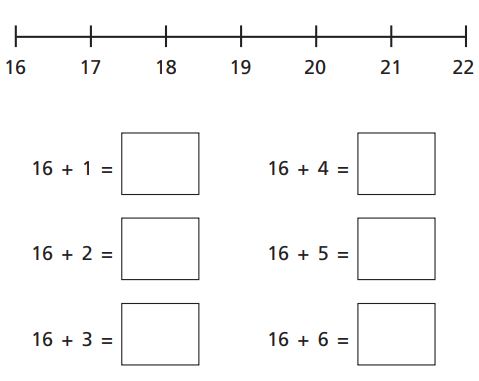 16 17 18 19 20 21 22
16 + 1 =
16 + 4 =
16 + 2 =
16 + 5 =
16 + 3 =
16 + 6 =